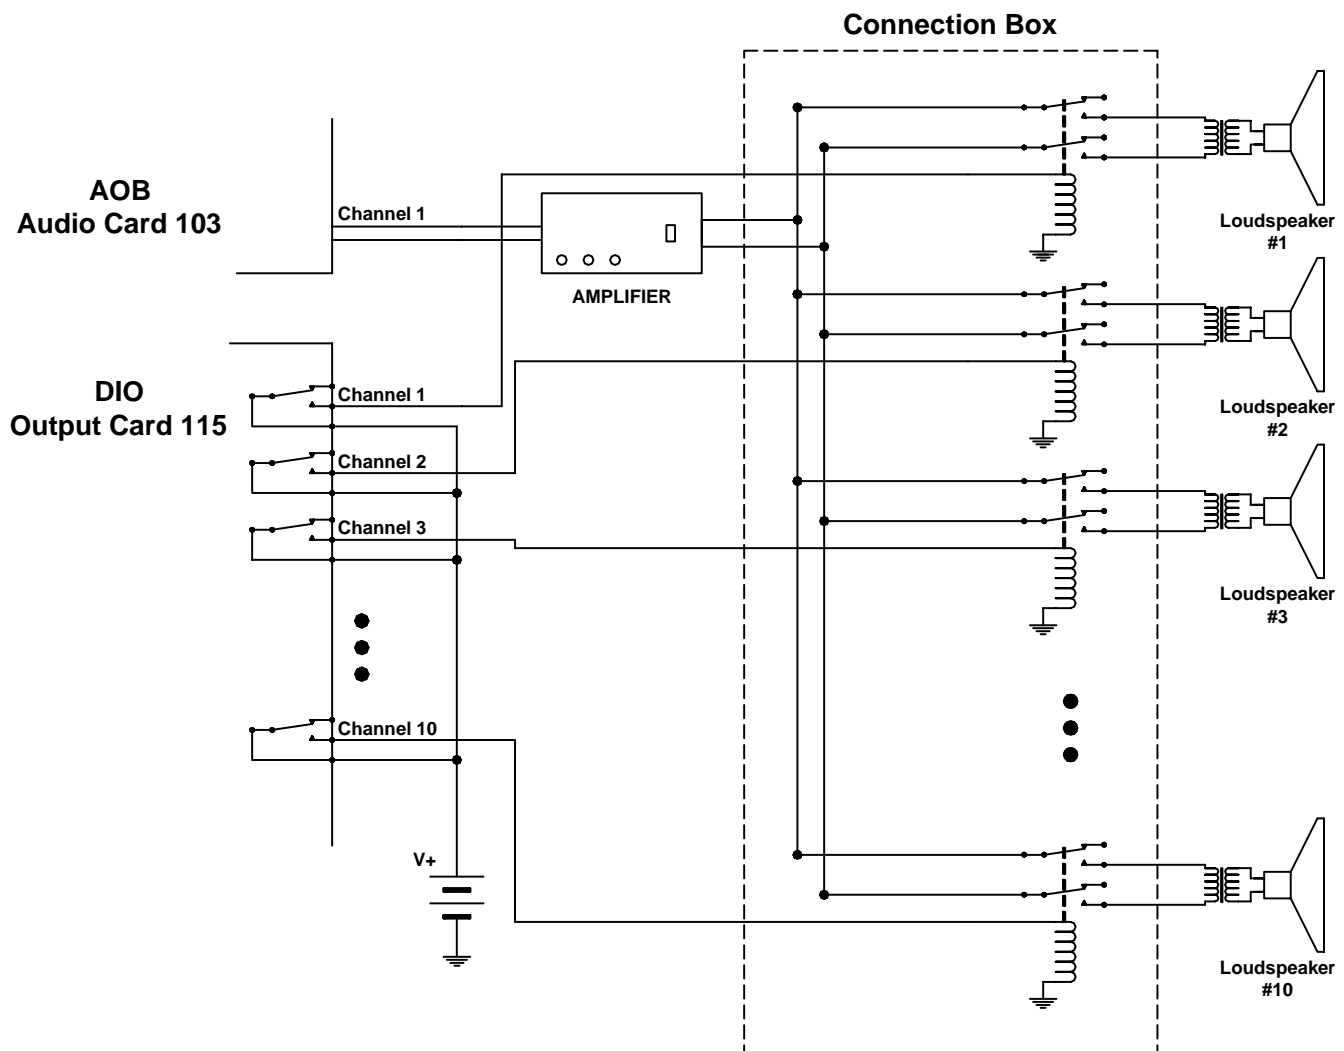 Connection Box
AOB
Audio Card 103
Channel 1
AMPLIFIER
Loudspeaker
#1
DIO
Output Card 115
Channel 1
Channel 2
Channel 3
Channel 10
V+
Loudspeaker
#2
Loudspeaker
#3
Loudspeaker
#10